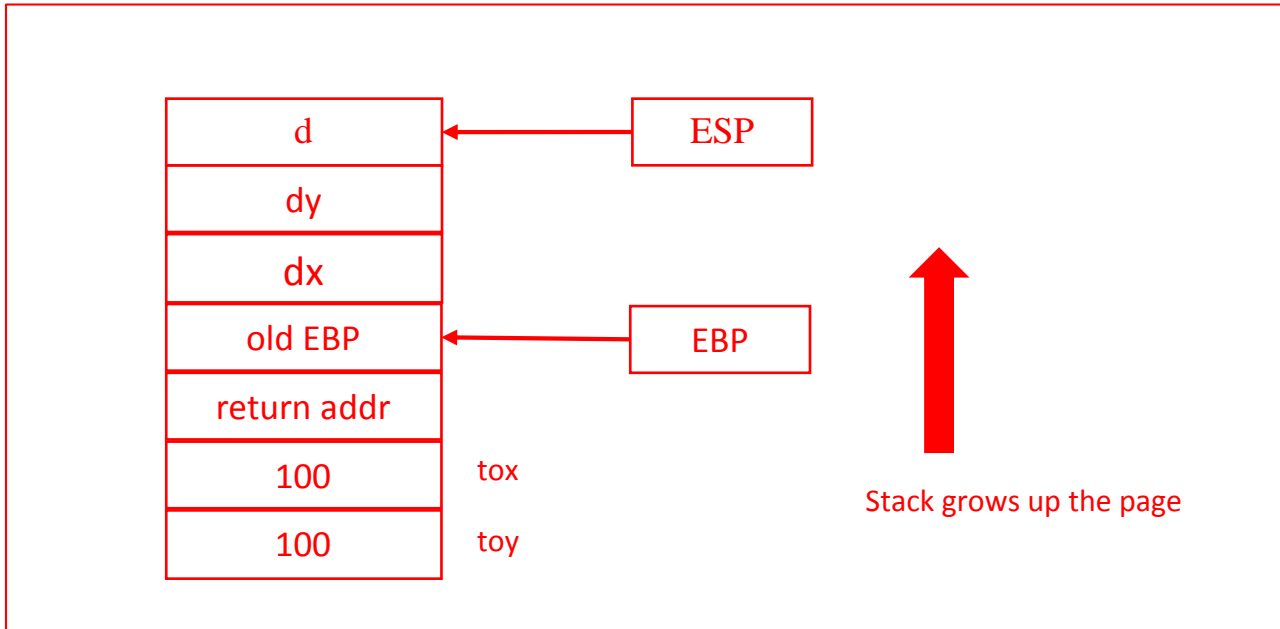 d
ESP
dy
dx
old EBP
EBP
return addr
100
tox
Stack grows up the page
100
toy